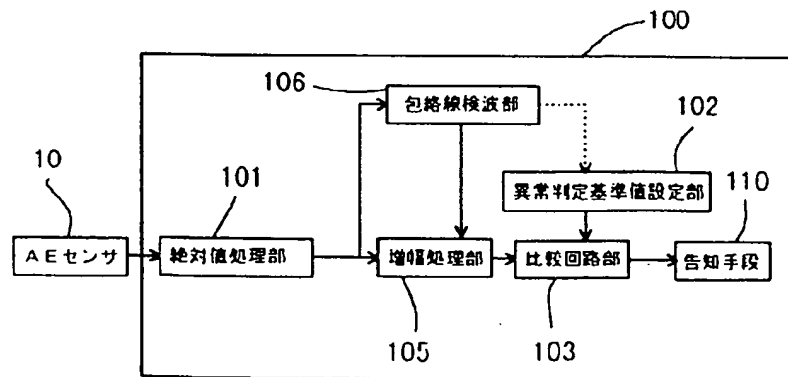 100
106
包絡線検波部
102
10
101
異常判定基準値設定部
110
AEセンサ
絶対値処理部
増幅処理部
比較回路部
告知手段
105
103